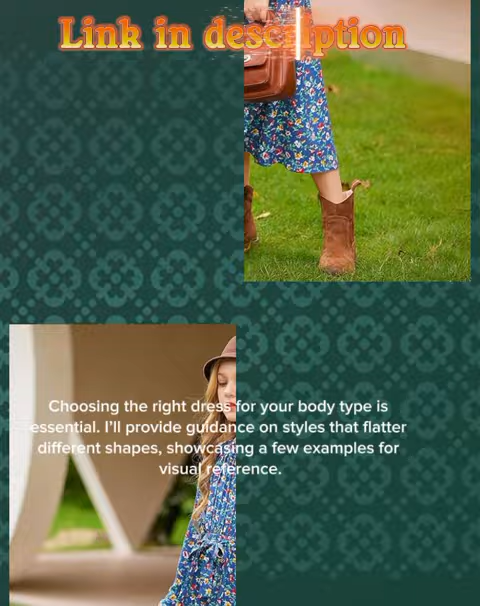 Link in description
Choosing the right dress for your body type is
essential. I'll provide guidance on styles that flatter
different shapes, showcasing a few examples for
visual reference.